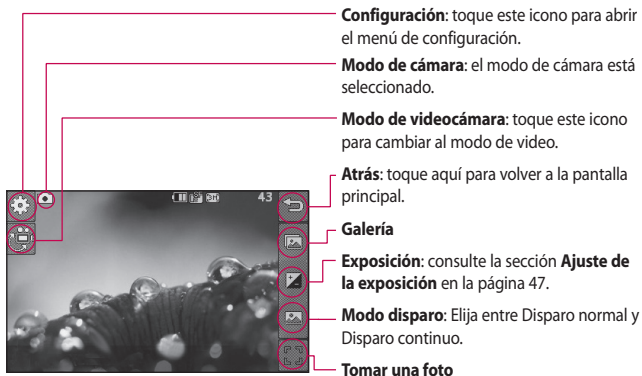 Configuración: toque este icono para abrir
el menú de configuración.
Modo de cámara: el modo de cámara está
seleccionado.
Modo de videocámara: toque este icono
para cambiar al modo de video.
Atrás: toque aquí para volver a la pantalla
principal.
43
Galería
Exposición: consulte la sección Ajuste de
la exposición en la página 47.
Modo disparo: Elija entre Disparo normal y
Disparo continuo.
Tomar una foto